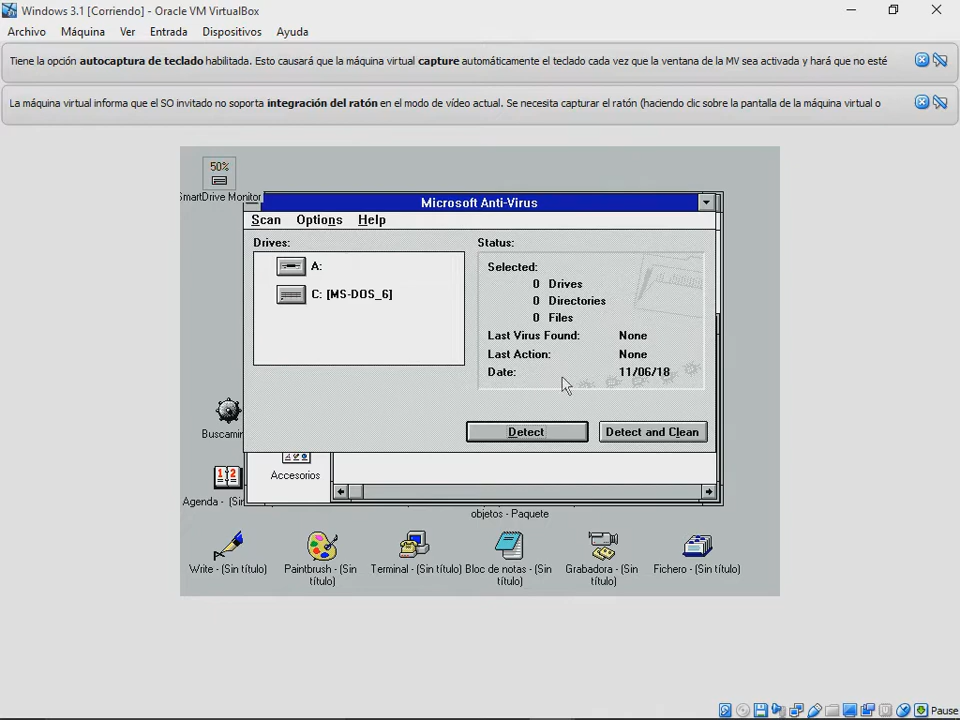 Windows 3.1 [Corriendo] - Oracle VM VirtualBox
Archivo Máquina Ver Entrada Dispositivos Ayuda
Tiene la opción autocaptura de teclado habilitada. Esto causará que la máquina virtual capture automáticamente el teclado cada vez que la ventana de la MV sea activada y hará que no esté
La máquina virtual informa que el SO invitado no soporta integración del ratón en el modo de vídeo actual. Se necesita capturar el ratón (haciendo clic sobre la pantalla de la máquina virtual o
50%
SmartDrive Monitor
Microsoft Anti-Virus
Scan Options Help
Drives:
A:
C: [MS-DOS_6]
Status:
Selected:
0 Drives
0 Directories
0 Files
Last Virus Found: None
Last Action: None
Date: 11/06/18
Detect Detect and Clean
Buscamin
Accesorios
12
Agenda - (Sin
objetos - Paquete
Write - (Sin título)
Paintbrush - (Sin
título)
Terminal - (Sin título)
Bloc de notas - (Sin
título)
Grabadora - (Sin
título)
Fichero - (Sin título)
Pause